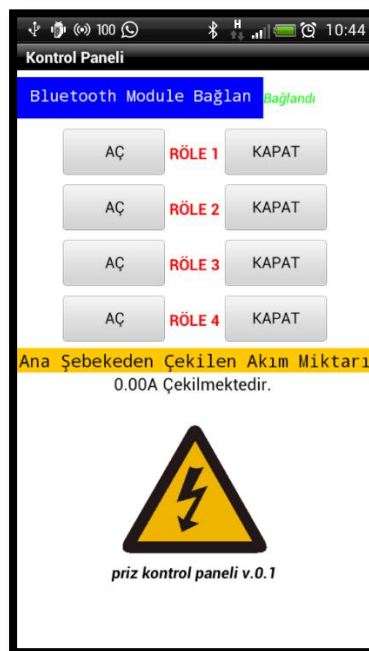 100 H 10:44
Kontrol Paneli
Bluetooth Module Bağlan Bağlandı
AÇ RÖLE 1 KAPAT
AÇ RÖLE 2 KAPAT
AÇ RÖLE 3 KAPAT
AÇ RÖLE 4 KAPAT
Ana Şebekeden Çekilen Akım Miktarı
0.00A Çekilmektedir.
priz kontrol paneli v.0.1